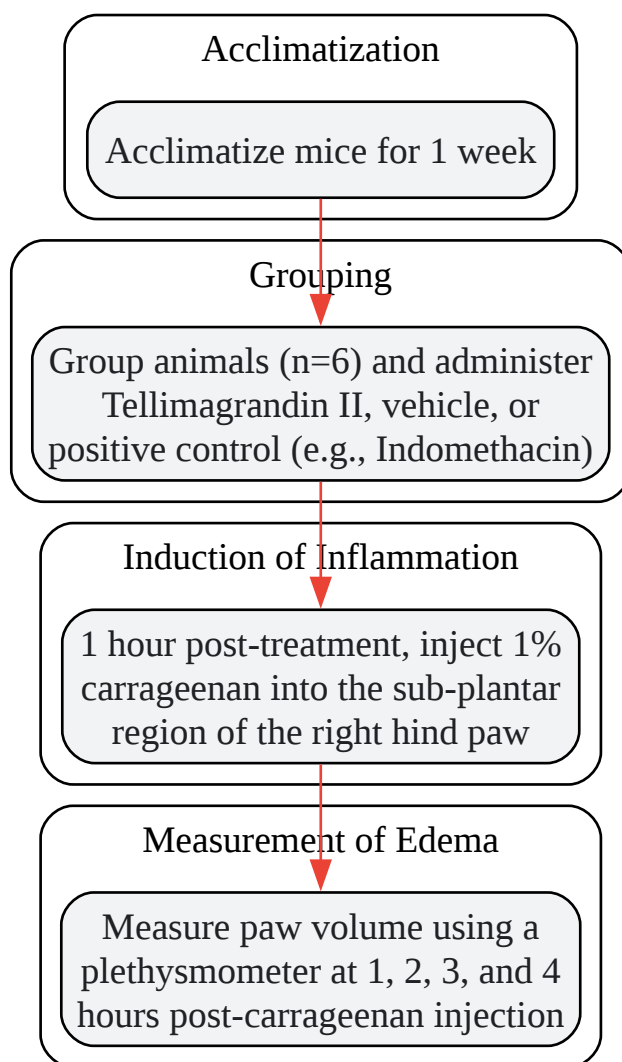 Acclimatization
Acclimatize mice for 1 week
Grouping
Group animals (n=6) and administer
Tellimagrandin II, vehicle, or
positive control (e.g., Indomethacin)
Induction of Inflammation
1 hour post-treatment, inject 1%
carrageenan into the sub-plantar
region of the right hind paw
Measurement of Edema
Measure paw volume using a
plethysmometer at 1, 2, 3, and 4
hours post-carrageenan injection